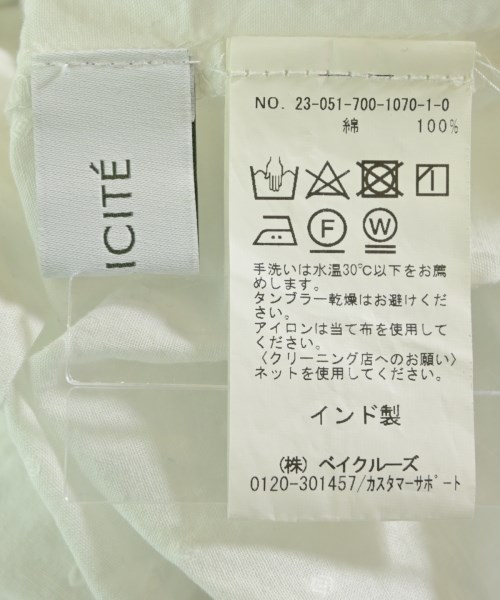 ICITÉ
NO. 23-051-700-1070-1-0
綿 100%
F W
手洗いは水温30℃以下をお薦
めします。
タンブラー乾燥はお避けくださ
い。
アイロンは当て布を使用して
ください。
〈クリーニング店へのお願い〉
ネットを使用してください。
インド製
(株) ベイクルーズ
0120-301457/カスタマーサポート